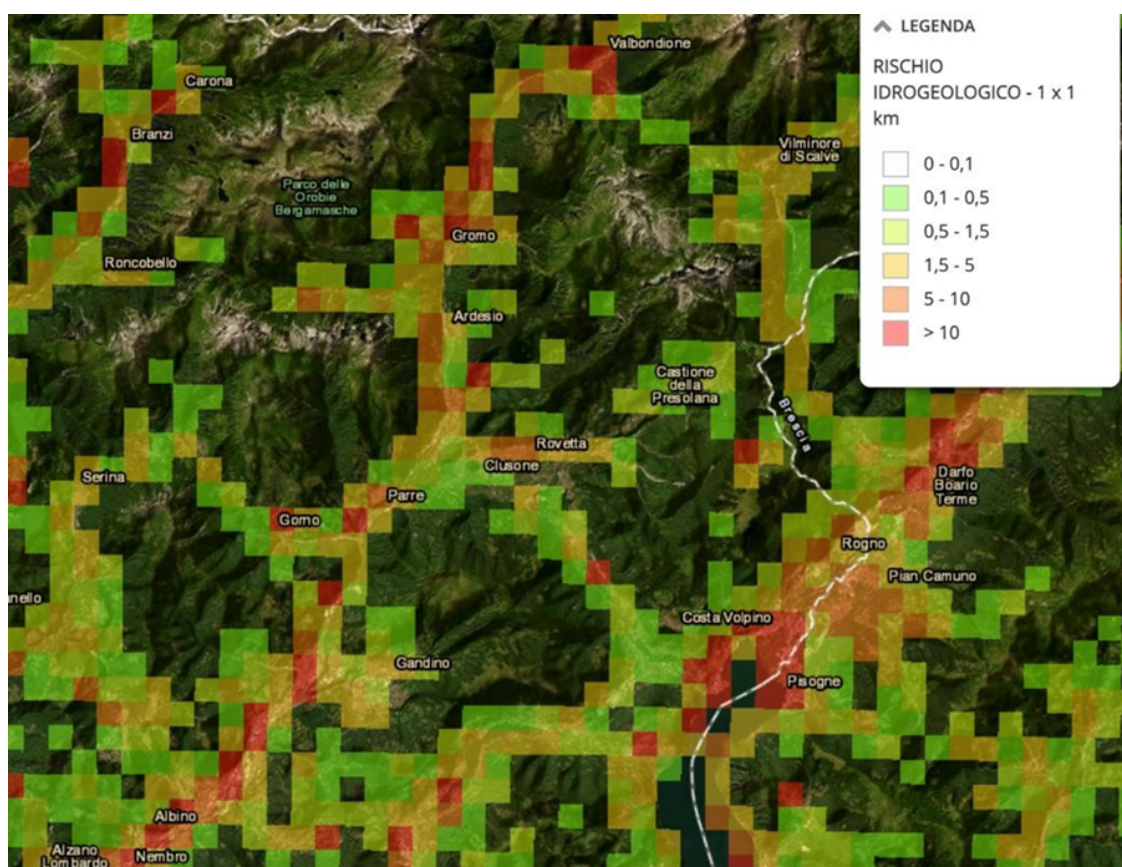 LEGENDA
RISCHIO
IDROGEOLOGICO - 1 x 1
km
0 - 0,1
0,1 - 0,5
0,5 - 1,5
1,5 - 5
5 - 10
> 10
Valbondione
Carona
Branzi
Vilminore
di Scalve
Parco delle
Orobie
Bergamasche
Gromo
Roncobello
Ardesio
Castione
della
Presolana
Brescia
Rovetta
Clusone
Serina
Parre
Darfo
Boario
Terme
Gorno
Rogno
Pian Camuno
anello
Costa Volpino
Gandino
Pisogne
Albino
Alzano
Lombardo
Nembro